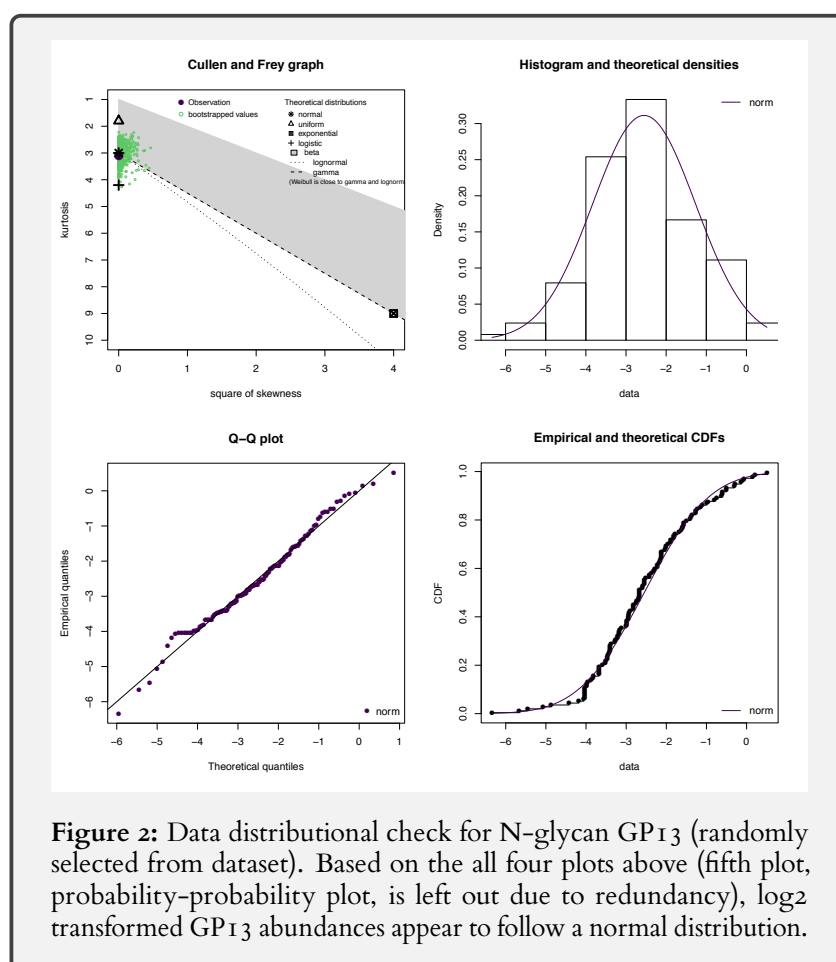 Cullen and Frey graph
Observation
bootstrapped values
Theoretical distributions
normal
uniform
exponential
logistic
beta
lognormal
gamma
(Weibull is close to gamma and lognorm
kurtosis
1
2
3
4
5
6
7
8
9
10
0
1
2
3
4
square of skewness
Histogram and theoretical densities
norm
Density
0.30
0.25
0.20
0.15
0.10
0.05
0.00
−6
−5
−4
−3
−2
−1
0
data
Q−Q plot
Empirical quantiles
0
−1
−2
−3
−4
−5
−6
norm
−6
−5
−4
−3
−2
−1
0
1
Theoretical quantiles
Empirical and theoretical CDFs
CDF
1.0
0.8
0.6
0.4
0.2
0.0
norm
−6
−5
−4
−3
−2
−1
0
data
Figure 2: Data distributional check for N-glycan GP13 (randomly
selected from dataset). Based on the all four plots above (fifth plot,
probability-probability plot, is left out due to redundancy), log2
transformed GP13 abundances appear to follow a normal distribution.